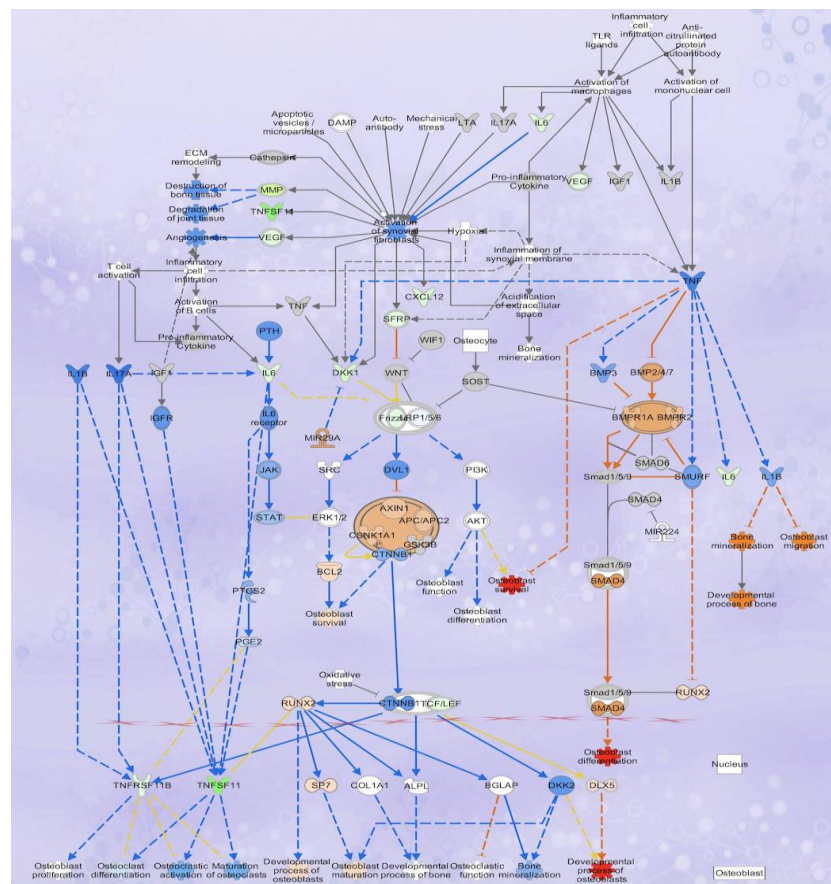 Inflammatory
cell
infiltration
Anti-
citrullinated
protein
autoantibody
TLR
ligands
Activation of
macrophages
Activation of
mononuclear cell
Apoptotic
vesicles /
microparticles
DAMP
Auto-
antibody
Mechanical
stress
LTA
IL17A
IL6
ECM
remodeling
Cathepsin
Pro-inflammatory
Cytokine
VEGF
IGF1
IL1B
Destruction of
bone tissue
MMP
Degradation
of joint tissue
TNFSF11
Angiogenesis
VEGF
Activation
of synovial
fibroblasts
Hypoxia
T cell
activation
Inflammatory
cell
infiltration
Inflammation of
synovial membrane
TNF
Activation
of B cells
TNF
CXCL12
Acidification
of extracellular
space
SFRP
Pro-inflammatory
Cytokine
PTH
WIF1
Osteocyte
Bone
mineralization
IL1B
IL17A
IGF1
IL6
DKK1
WNT
SOST
BMP3
BMP2/4/7
IGFR
IL6
receptor
Frizzled
LRP1/5/6
BMPR1A
BMPR2
MIR29A
JAK
SRC
DVL1
PI3K
Smad1/5/9
SMAD6
SMURF
IL6
IL1B
STAT
ERK1/2
AXIN1
APC/APC2
CSNK1A1
GSK3B
CTNNB1
AKT
SMAD4
MIR224
Bone
mineralization
Osteoblast
migration
BCL2
Osteoblast
function
Osteoblast
survival
Smad1/5/9
SMAD4
Developmental
process of bone
PTGS2
Osteoblast
survival
Osteoblast
differentiation
PGE2
Oxidative
stress
RUNX2
CTNNB1
TCF/LEF
Smad1/5/9
SMAD4
RUNX2
Osteoblast
differentiation
Nucleus
TNFRSF11B
TNFSF11
SP7
COL1A1
ALPL
BGLAP
DKK2
DLX5
Osteoblast
proliferation
Osteoclast
differentiation
Osteoclastic
activation
Maturation
of osteoclasts
Developmental
process of
osteoblasts
Osteoblast
maturation
Developmental
process of bone
Osteoclastic
function
Bone
mineralization
Developmental
process of
osteoblasts
Osteoblast